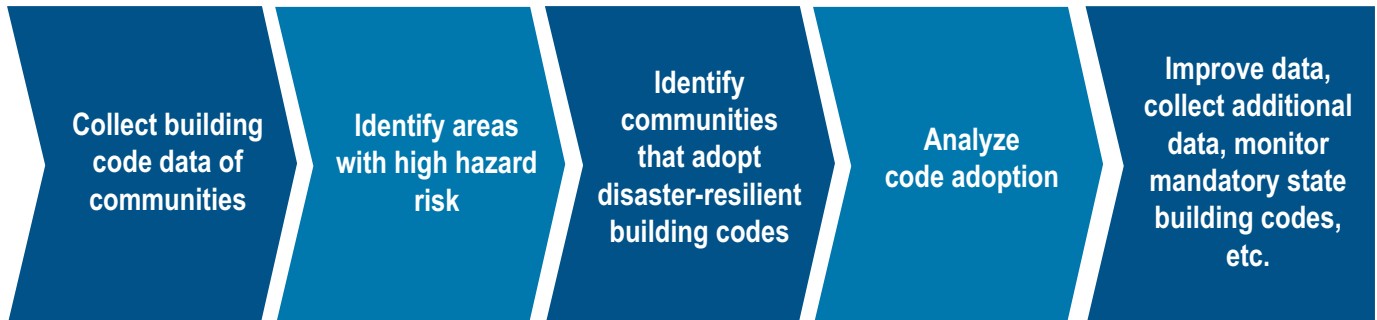 Collect building
code data of
communities
Identify areas
with high hazard
risk
Identify
communities
that adopt
disaster-resilient
building codes
Analyze
code adoption
Improve data,
collect additional
data, monitor
mandatory state
building codes,
etc.